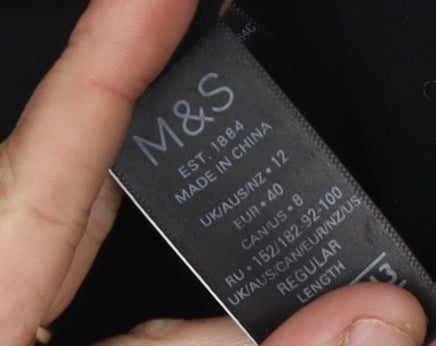 M&S
EST. 1884
MADE IN CHINA
UK/AUS/NZ • 12
EUR • 40
CAN/US • 8
RU • 152/182-92-100
UK/AUS/CAN/EUR/NZ/US
REGULAR
LENGTH